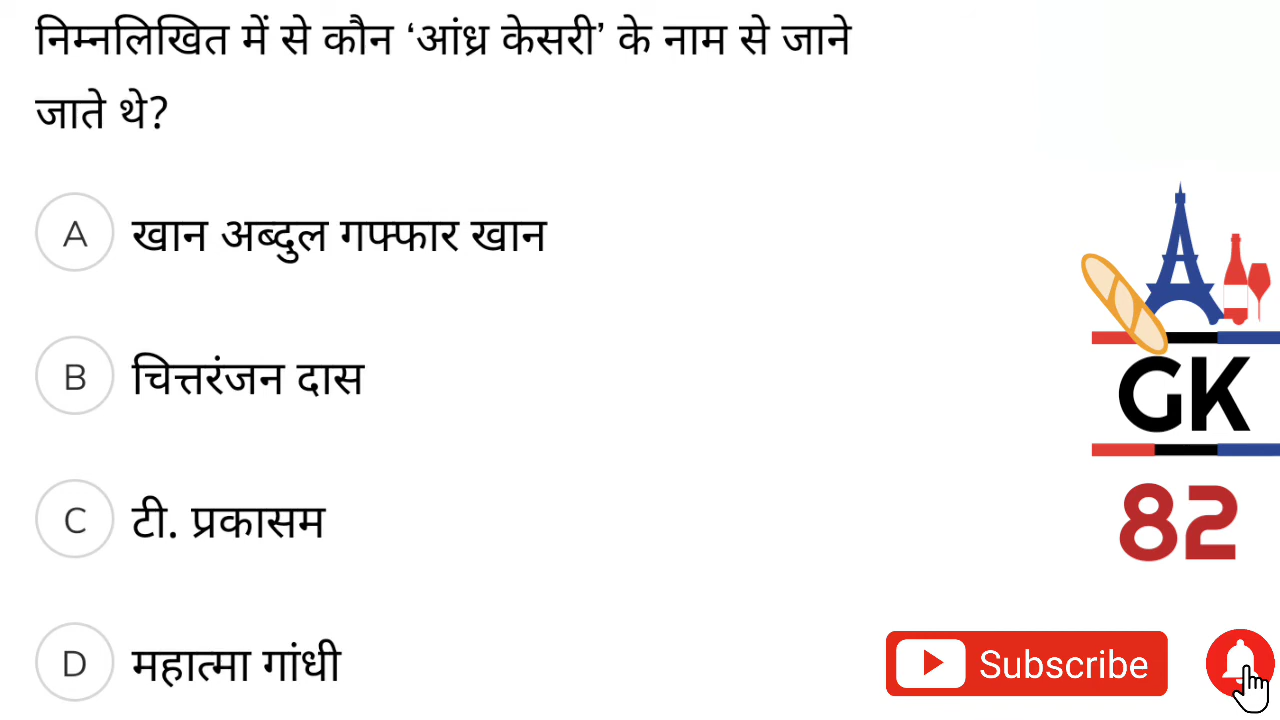 निम्नलिखित में से कौन ‘आंध्र केसरी’ के नाम से जाने
जाते थे?
A खान अब्दुल गफ्फार खान
B चित्तरंजन दास
C टी. प्रकासम
D महात्मा गांधी
GK
82
Subscribe